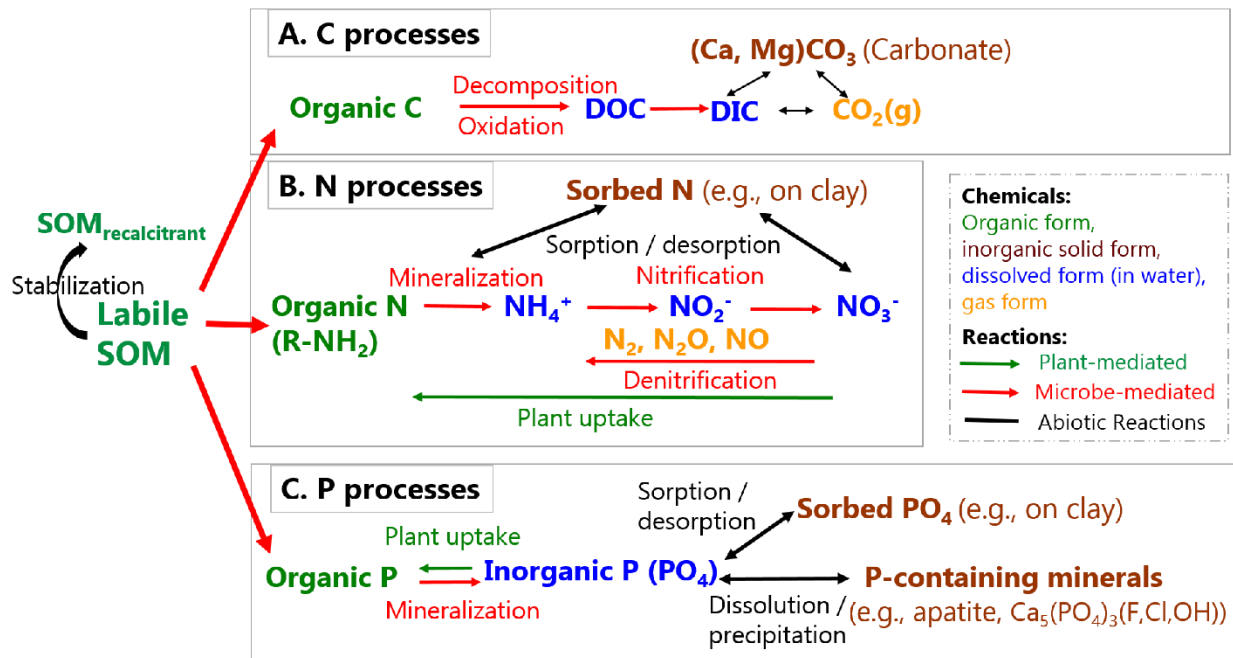 A. C processes
(Ca, Mg)CO₃ (Carbonate)
Decomposition
Organic C
DOC
DIC
CO₂(g)
Oxidation
B. N processes
Sorbed N (e.g., on clay)
Sorption / desorption
Mineralization
Nitrification
Organic N
(R-NH₂)
NH₄⁺
NO₂⁻
NO₃⁻
N₂, N₂O, NO
Denitrification
Plant uptake
SOMrecalcitrant
Stabilization
Labile
SOM
Chemicals:
Organic form,
inorganic solid form,
dissolved form (in water),
gas form
Reactions:
Plant-mediated
Microbe-mediated
Abiotic Reactions
C. P processes
Sorption /
desorption
Sorbed PO₄ (e.g., on clay)
Plant uptake
Organic P
Inorganic P (PO₄)
Mineralization
P-containing minerals
(e.g., apatite, Ca₅(PO₄)₃(F,Cl,OH))
Dissolution /
precipitation